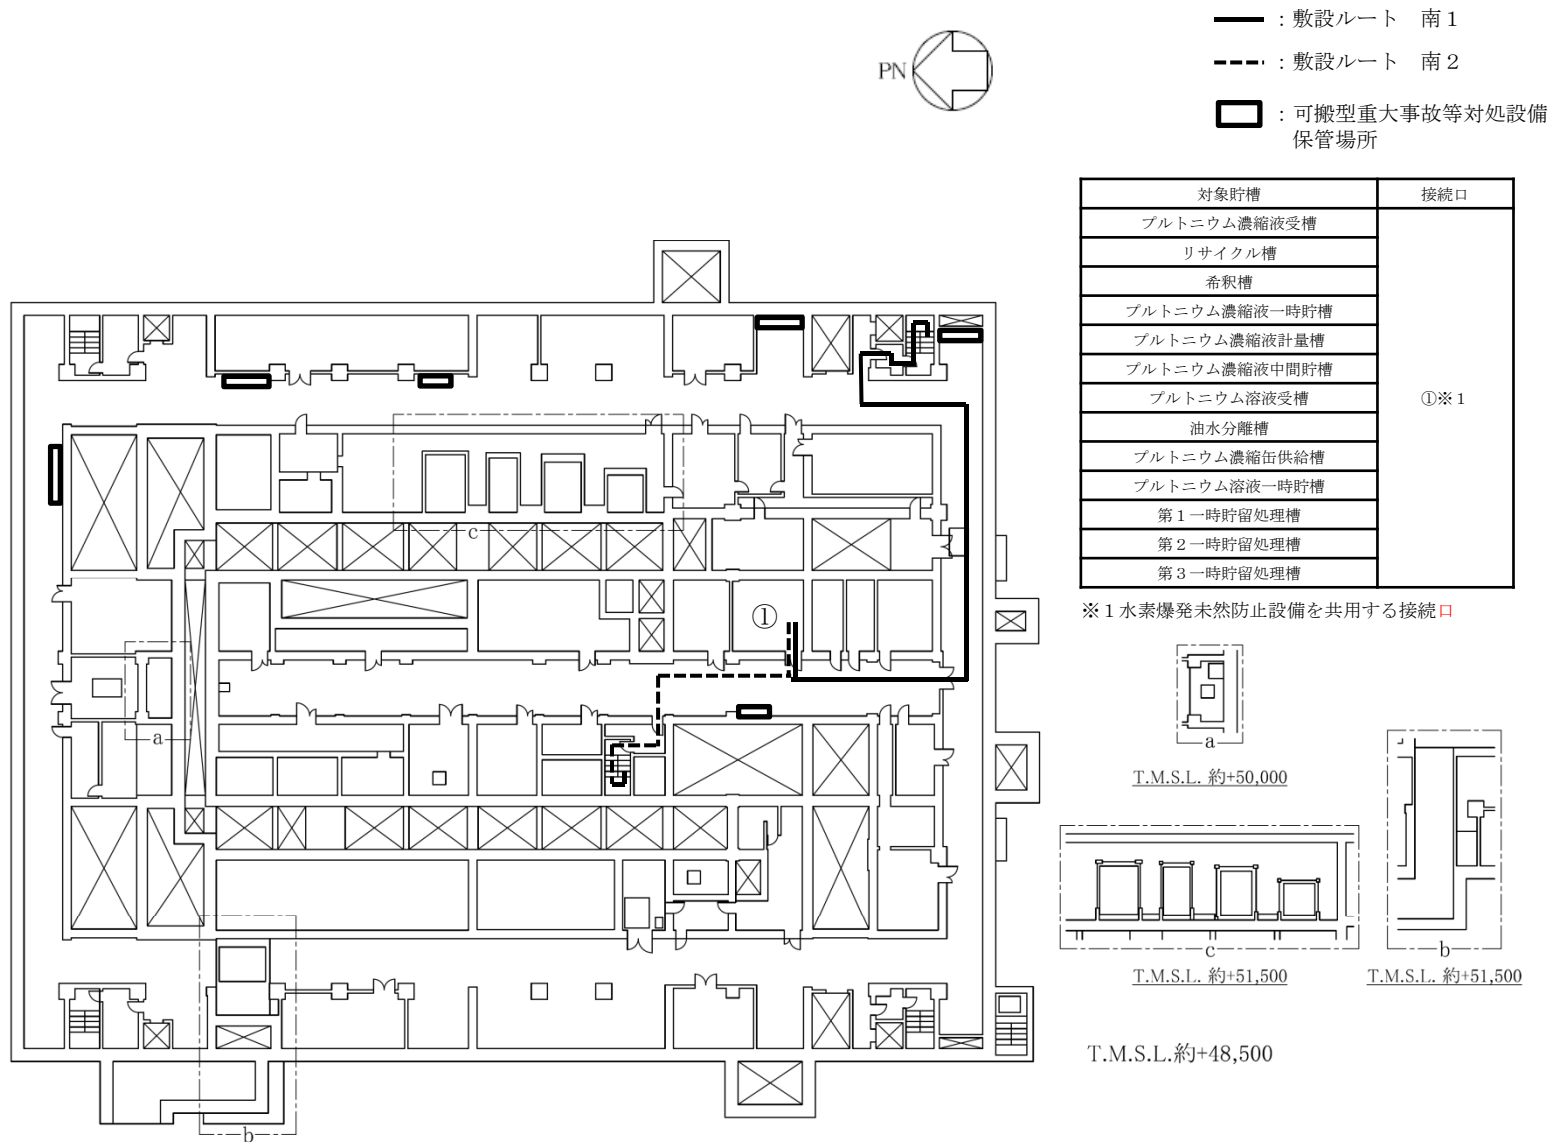 ：敷設ルート　南１
PN
：敷設ルート　南２
：可搬型重大事故等対処設備
保管場所
対象貯槽
接続口
プルトニウム濃縮液受槽
リサイクル槽
希釈槽
プルトニウム濃縮液一時貯槽
プルトニウム濃縮液計量槽
プルトニウム濃縮液中間貯槽
プルトニウム溶液受槽
①※１
油水分離槽
プルトニウム濃縮缶供給槽
プルトニウム溶液一時貯槽
第１一時貯留処理槽
第２一時貯留処理槽
第３一時貯留処理槽
※１水素爆発未然防止設備を共用する接続口
c
①
a
b
a
T.M.S.L. 約+50,000
c
T.M.S.L. 約+51,500
b
T.M.S.L. 約+51,500
T.M.S.L.約+48,500